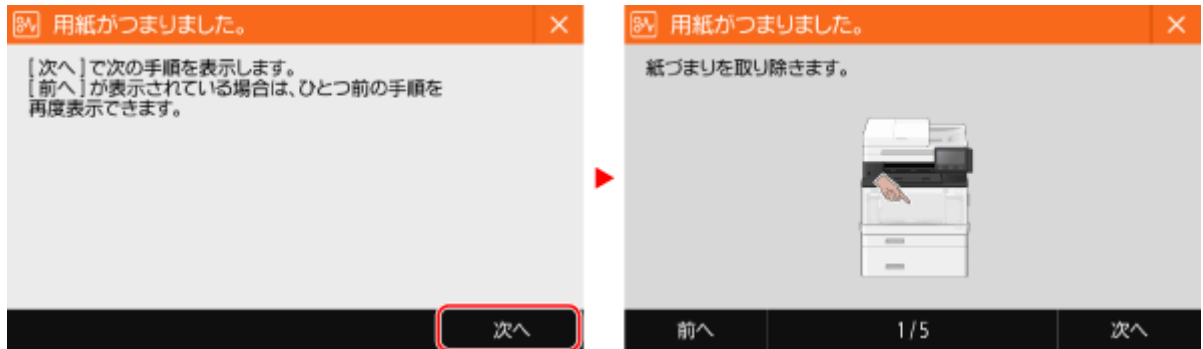 用紙がつまりました。
[次へ]で次の手順を表示します。
[前へ]が表示されている場合は、ひとつ前の手順を
再度表示できます。
次へ
用紙がつまりました。
紙づまりを取り除きます。
前へ
1/5
次へ